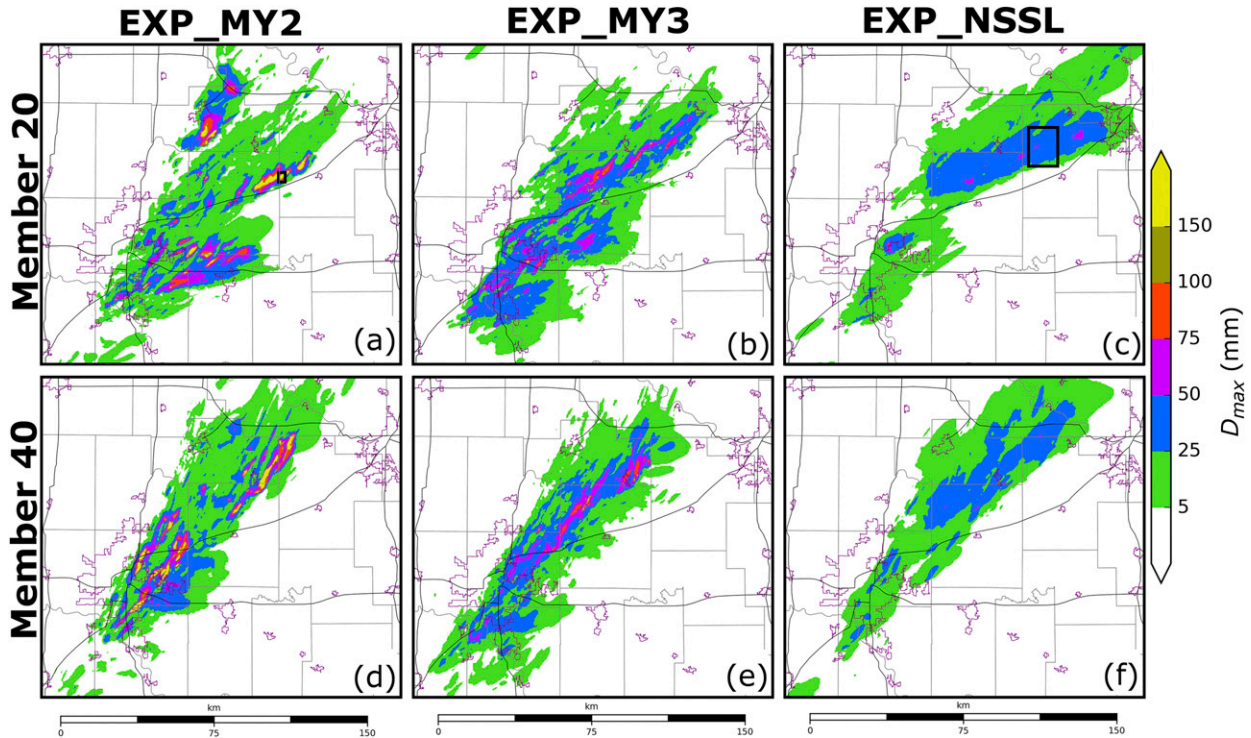 EXP_MY2 EXP_MY3 EXP_NSSL
Member 20
(a) (b) (c)
Member 40
(d) (e) (f)
150
100
75
50
25
5
D_max (mm)
km km km
0 75 150 0 75 150 0 75 150